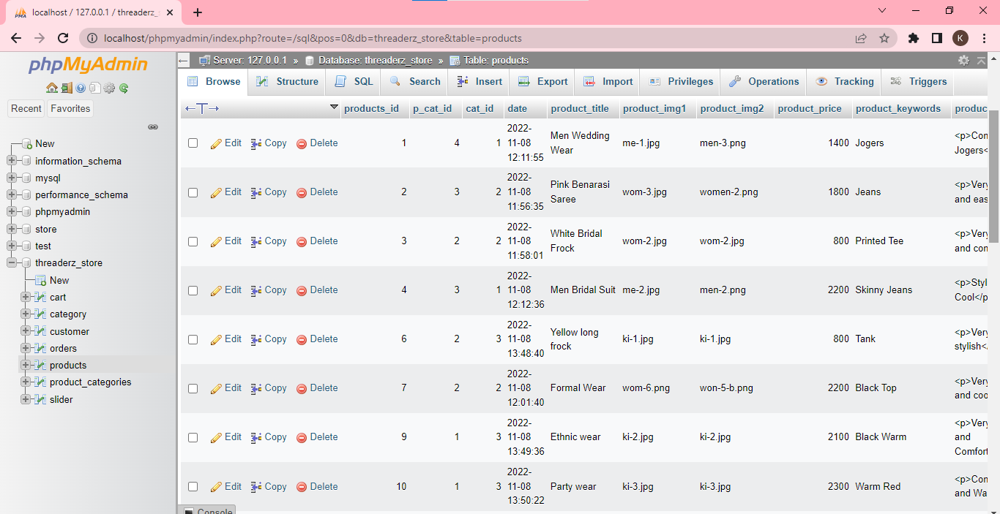 localhost / 127.0.0.1 / threaderz_
localhost/phpmyadmin/index.php?route=/sql&pos=0&db=threaderz_store&table=products
K
phpMyAdmin
Recent Favorites
New
information_schema
mysql
performance_schema
phpmyadmin
store
test
threaderz_store
New
cart
category
customer
orders
products
product_categories
slider
Server: 127.0.0.1 » Database: threaderz_store » Table: products
Browse Structure SQL Search Insert Export Import Privileges Operations Tracking Triggers
products_id p_cat_id cat_id date product_title product_img1 product_img2 product_price product_keywords produc
Edit Copy Delete 1 4 1 2022-11-08 12:11:55 Men Wedding Wear me-1.jpg men-3.png 1400 Jogers <p>Con Jogers<
Edit Copy Delete 2 3 2 2022-11-08 11:56:35 Pink Benarasi Saree wom-3.jpg women-2.png 1800 Jeans <p>Very and eas
Edit Copy Delete 3 2 2 2022-11-08 11:58:01 White Bridal Frock wom-2.jpg wom-2.jpg 800 Printed Tee <p>Very and con
Edit Copy Delete 4 3 1 2022-11-08 12:12:36 Men Bridal Suit me-2.jpg men-2.png 2200 Skinny Jeans <p>Styl Cool</p
Edit Copy Delete 6 2 3 2022-11-08 13:48:40 Yellow long frock ki-1.jpg ki-1.jpg 800 Tank <p>Very stylish<
Edit Copy Delete 7 2 2 2022-11-08 12:01:40 Formal Wear wom-6.png won-5-b.png 2200 Black Top <p>Very and coo
Edit Copy Delete 9 1 3 2022-11-08 13:49:36 Ethnic wear ki-2.jpg ki-2.jpg 2100 Black Warm <p>Very and Comfort
Edit Copy Delete 10 1 3 2022-11-08 13:50:22 Party wear ki-3.jpg ki-3.jpg 2300 Warm Red <p>Con and Wa
Console